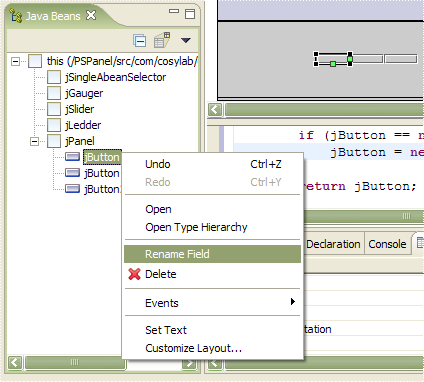 Java Beans
this (/PSPanel/src/com/cosylab/
jSingleAbeanSelector
jGauger
jSlider
jLedder
jPanel
jButton
jButton
jButton
Undo Ctrl+Z
Redo Ctrl+Y
Open
Open Type Hierarchy
Rename Field
Delete
Events
Set Text
Customize Layout...
if (jButton == n
jButton = ne
return jButton;
Declaration Console
tation